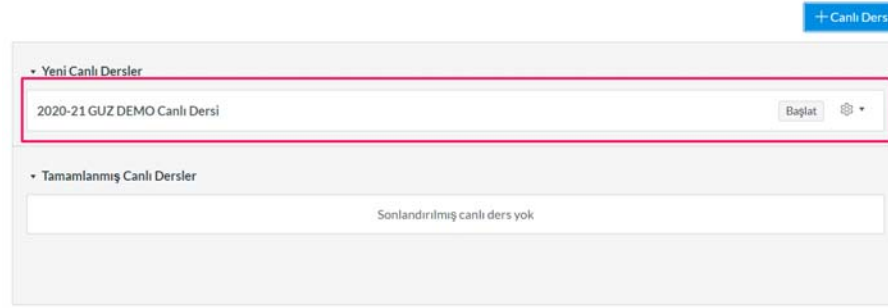 + Canlı Ders
Yeni Canlı Dersler
2020-21 GUZ DEMO Canlı Dersi
Başlat
Tamamlanmış Canlı Dersler
Sonlandırılmış canlı ders yok